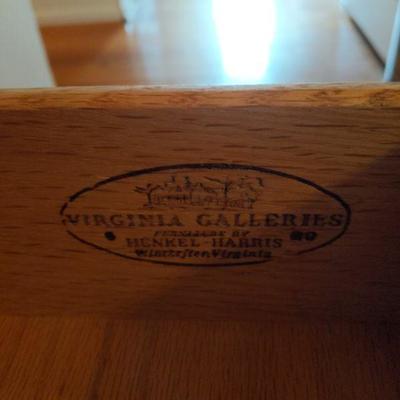 VIRGINIA GALLERIES
FURNITURE BY
HENKEL-HARRIS
Winchester, Virginia